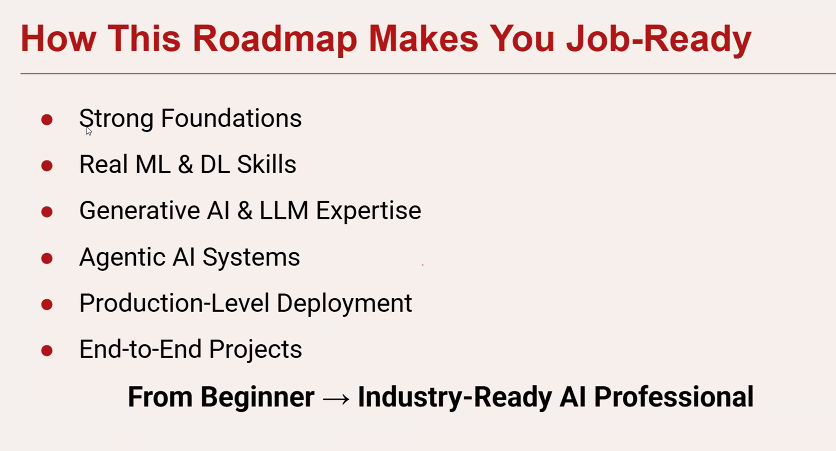 How This Roadmap Makes You Job-Ready
● Strong Foundations
● Real ML & DL Skills
● Generative AI & LLM Expertise
● Agentic AI Systems
● Production-Level Deployment
● End-to-End Projects
From Beginner → Industry-Ready AI Professional